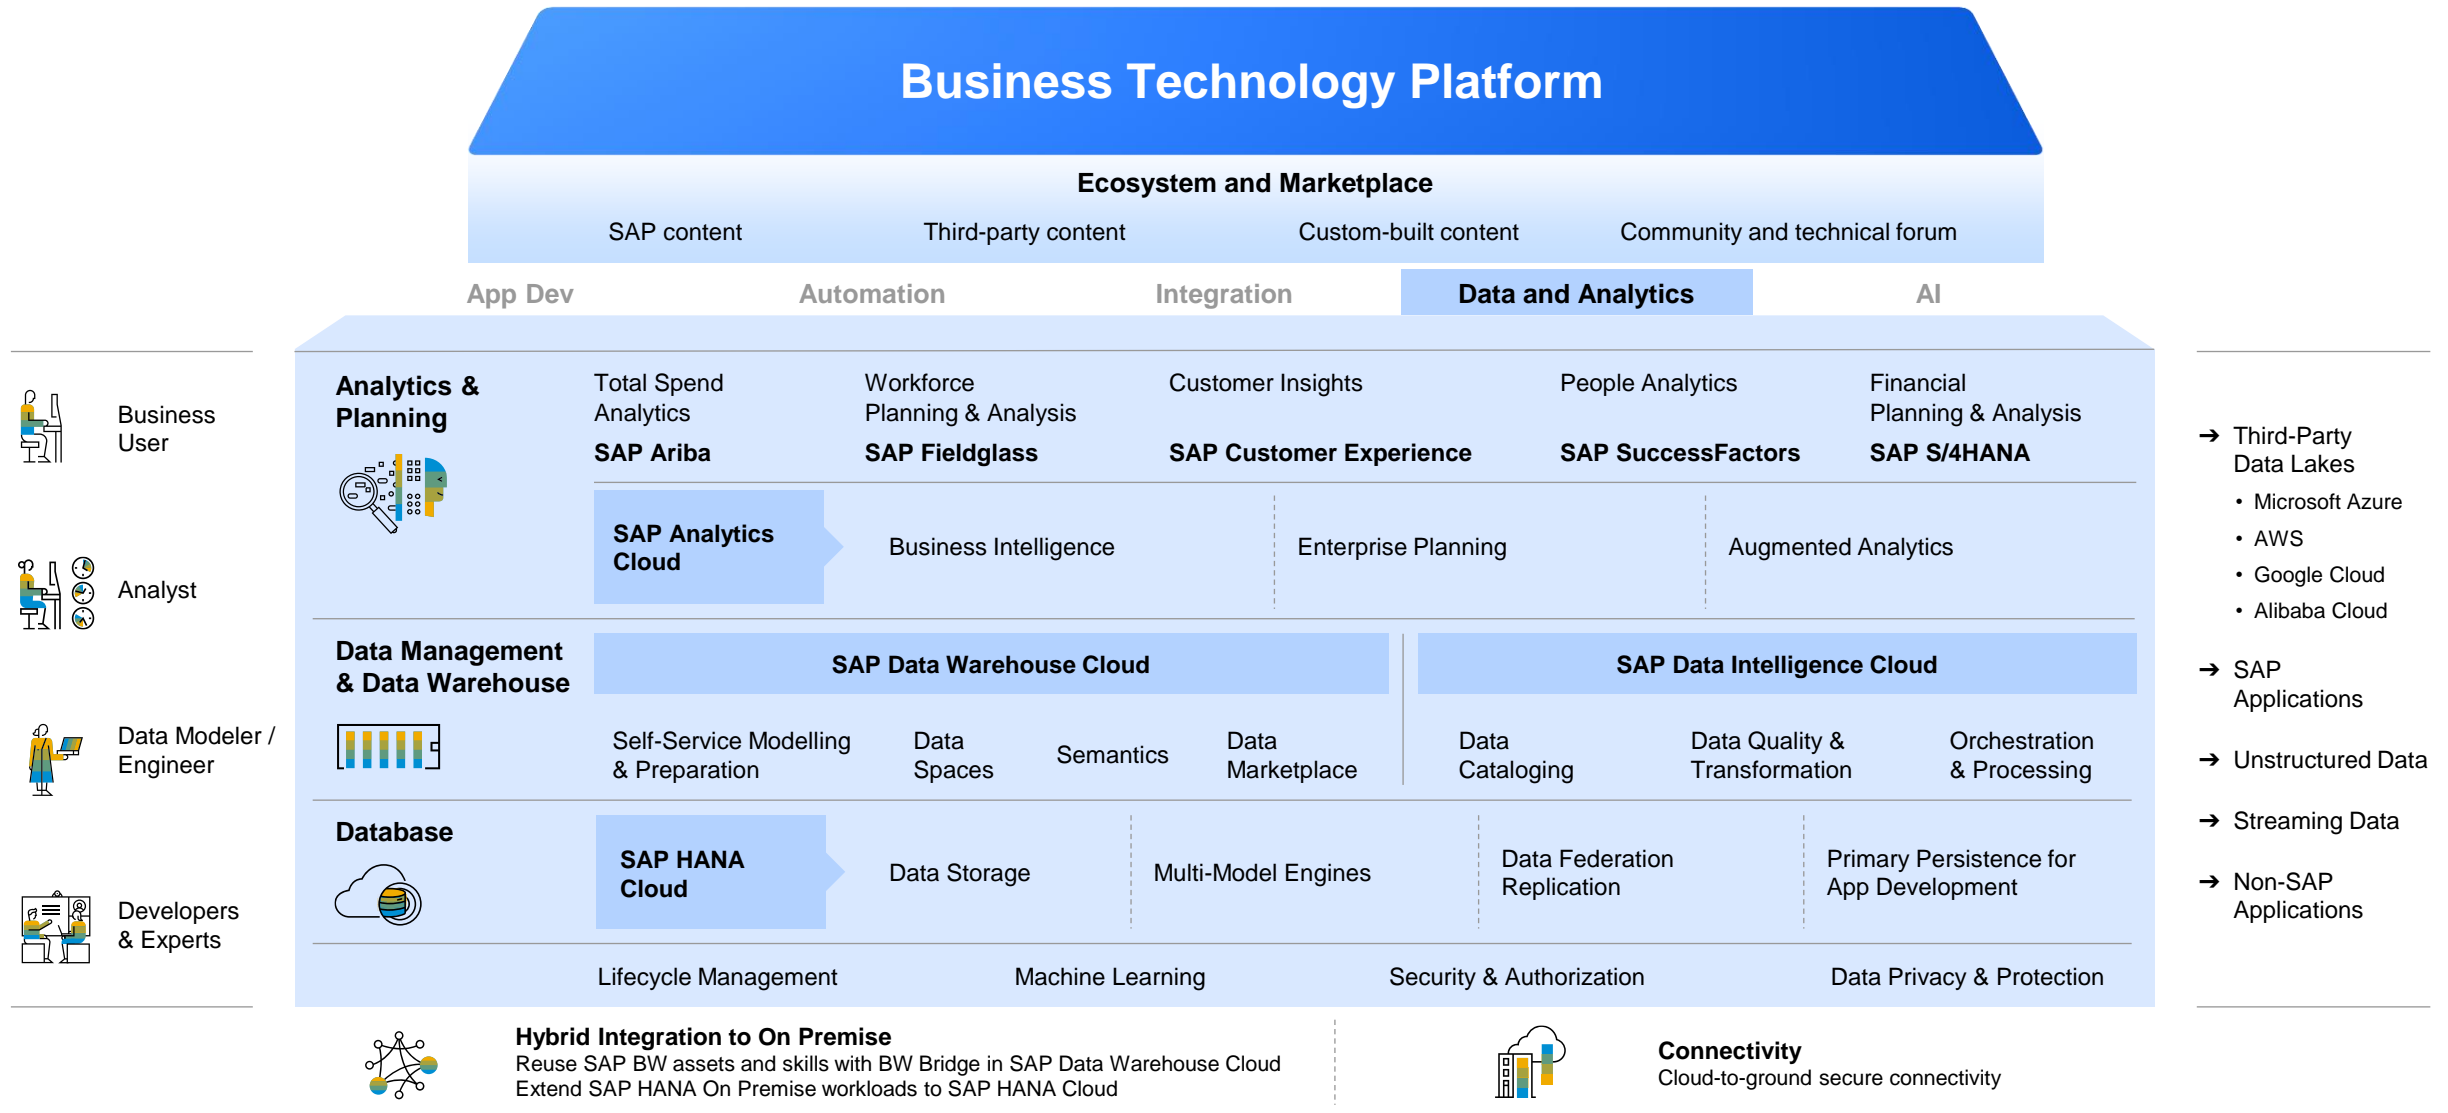 Business Technology Platform
Ecosystem and Marketplace
SAP content
Third-party content
Custom-built content
Community and technical forum
App Dev
Automation
Integration
Data and Analytics
AI
Business
User
Analyst
Data Modeler /
Engineer
Developers
& Experts
Analytics &
Planning
Total Spend
Analytics
SAP Ariba
Workforce
Planning & Analysis
SAP Fieldglass
Customer Insights
SAP Customer Experience
People Analytics
SAP SuccessFactors
Financial
Planning & Analysis
SAP S/4HANA
SAP Analytics
Cloud
Business Intelligence
Enterprise Planning
Augmented Analytics
Data Management
& Data Warehouse
SAP Data Warehouse Cloud
Self-Service Modelling
& Preparation
Data
Spaces
Semantics
Data
Marketplace
SAP Data Intelligence Cloud
Data
Cataloging
Data Quality &
Transformation
Orchestration
& Processing
Database
SAP HANA
Cloud
Data Storage
Multi-Model Engines
Data Federation
Replication
Primary Persistence for
App Development
Lifecycle Management
Machine Learning
Security & Authorization
Data Privacy & Protection
➔ Third-Party
Data Lakes
• Microsoft Azure
• AWS
• Google Cloud
• Alibaba Cloud
➔ SAP
Applications
➔ Unstructured Data
➔ Streaming Data
➔ Non-SAP
Applications
Hybrid Integration to On Premise
Reuse SAP BW assets and skills with BW Bridge in SAP Data Warehouse Cloud
Extend SAP HANA On Premise workloads to SAP HANA Cloud
Connectivity
Cloud-to-ground secure connectivity